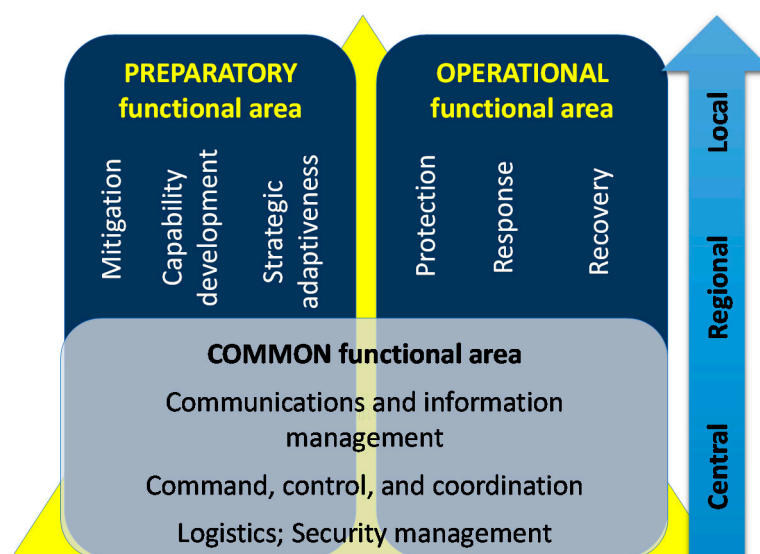 PREPARATORY
functional area
Mitigation
Capability
development
Strategic
adaptiveness
OPERATIONAL
functional area
Protection
Response
Recovery
COMMON functional area
Communications and information
management
Command, control, and coordination
Logistics; Security management
Local
Regional
Central